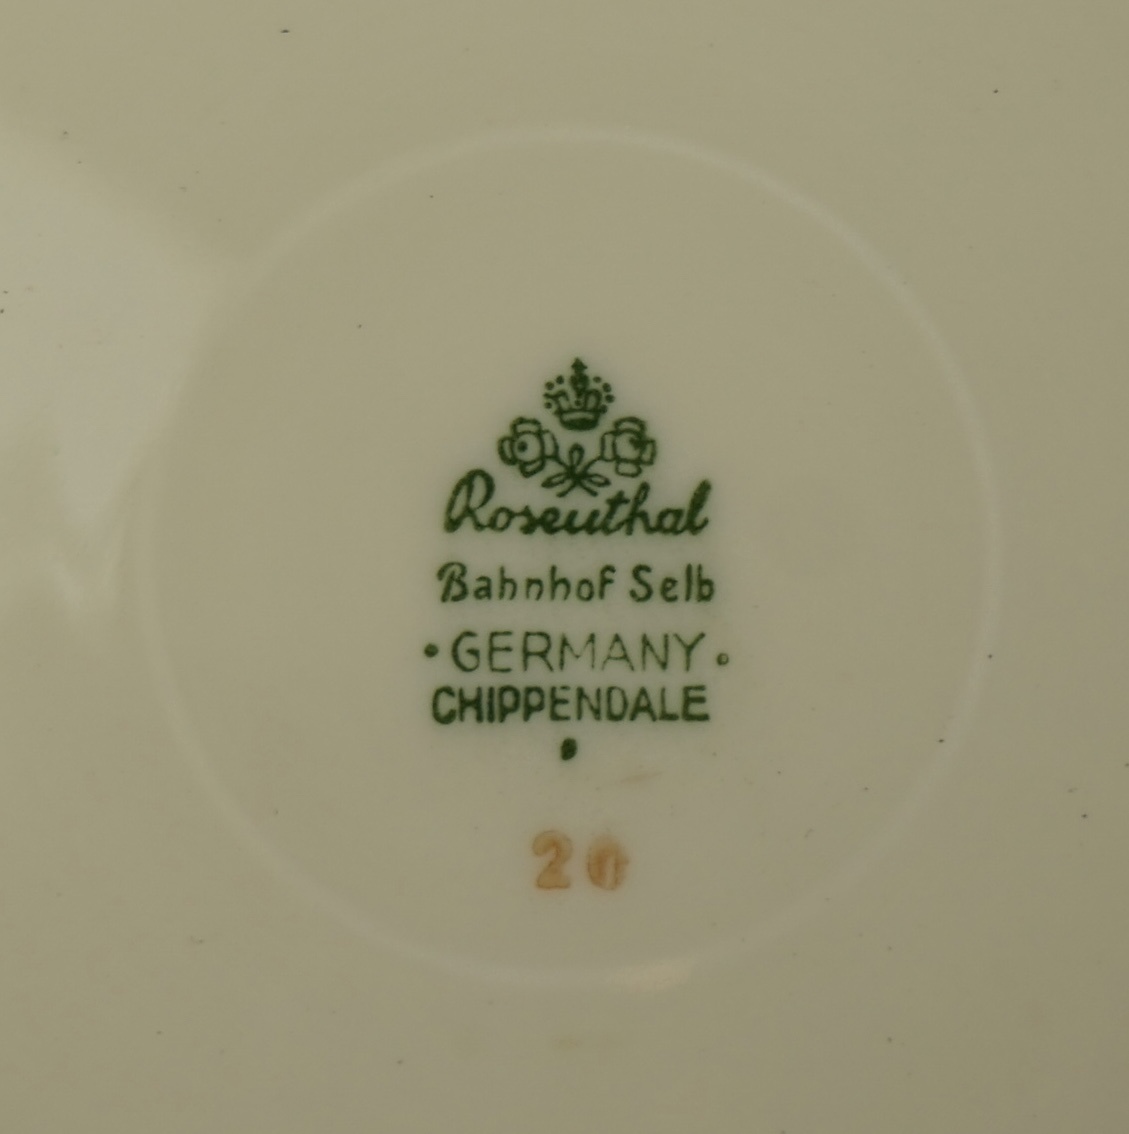 Rosenthal
Bahnhof Selb
· GERMANY ·
CHIPPENDALE
20